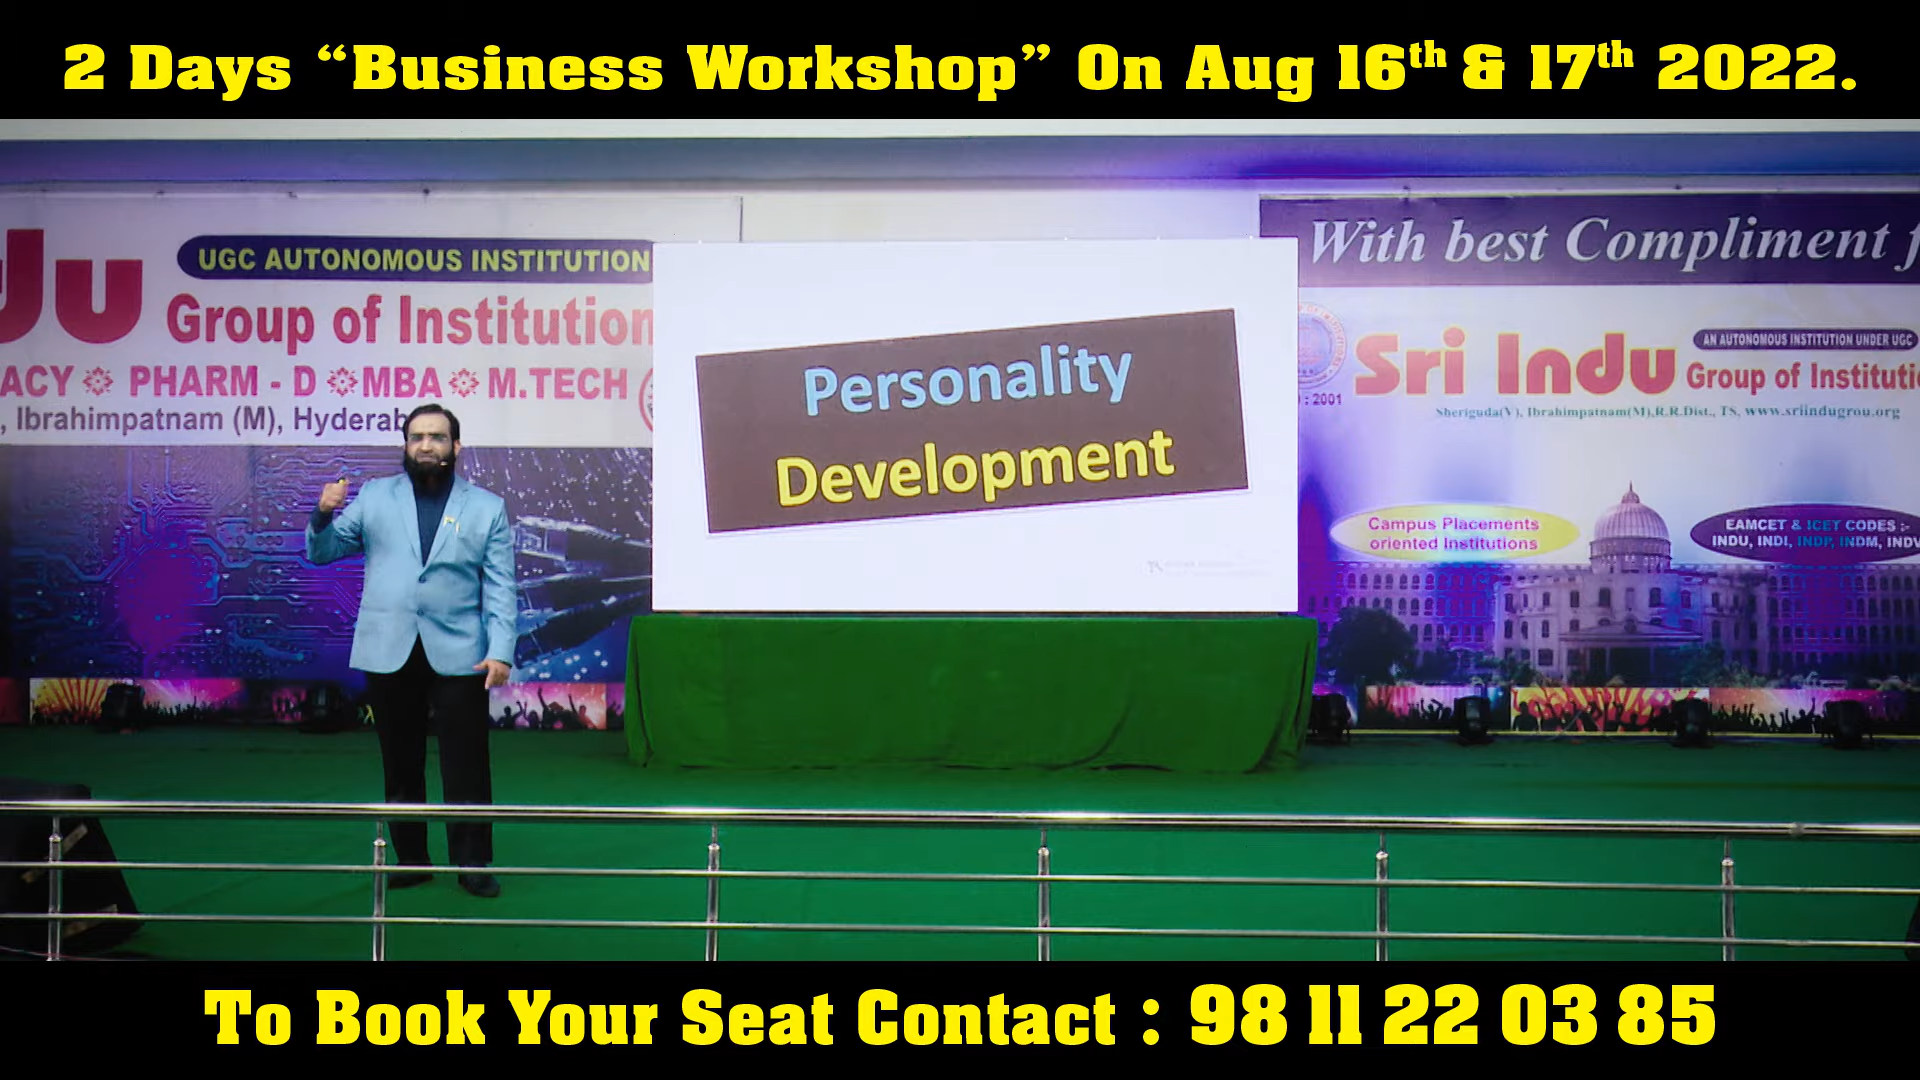 2 Days “Business Workshop” On Aug 16th & 17th 2022.
UGC AUTONOMOUS INSTITUTION
Group of Institution
ACY ❉ PHARM - D ❉ MBA ❉ M.TECH
, Ibrahimpatnam (M), Hyderab
Personality
Development
With best Compliment f
AN AUTONOMOUS INSTITUTION UNDER UGC
Sri Indu Group of Institutio
: 2001
Sheriguda(V), Ibrahimpatnam(M),R.R.Dist., TS, www.sriindugrou.org
Campus Placements
oriented Institutions
EAMCET & ICET CODES :-
INDU, INDI, INDP, INDM, INDV
To Book Your Seat Contact : 98 11 22 03 85